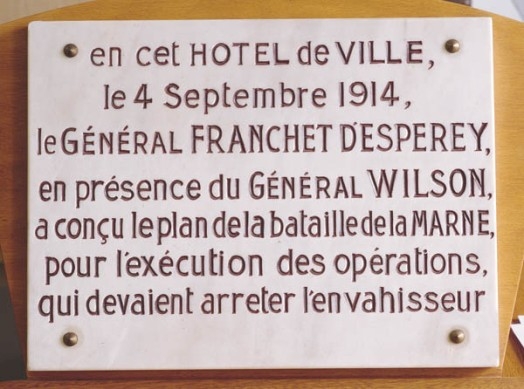 en cet HOTEL de VILLE,
le 4 Septembre 1914,
le GÉNÉRAL FRANCHET D'ESPEREY,
en présence du GÉNÉRAL WILSON,
a conçu le plan de la bataille de la MARNE,
pour l'exécution des opérations,
qui devaient arreter l'envahisseur